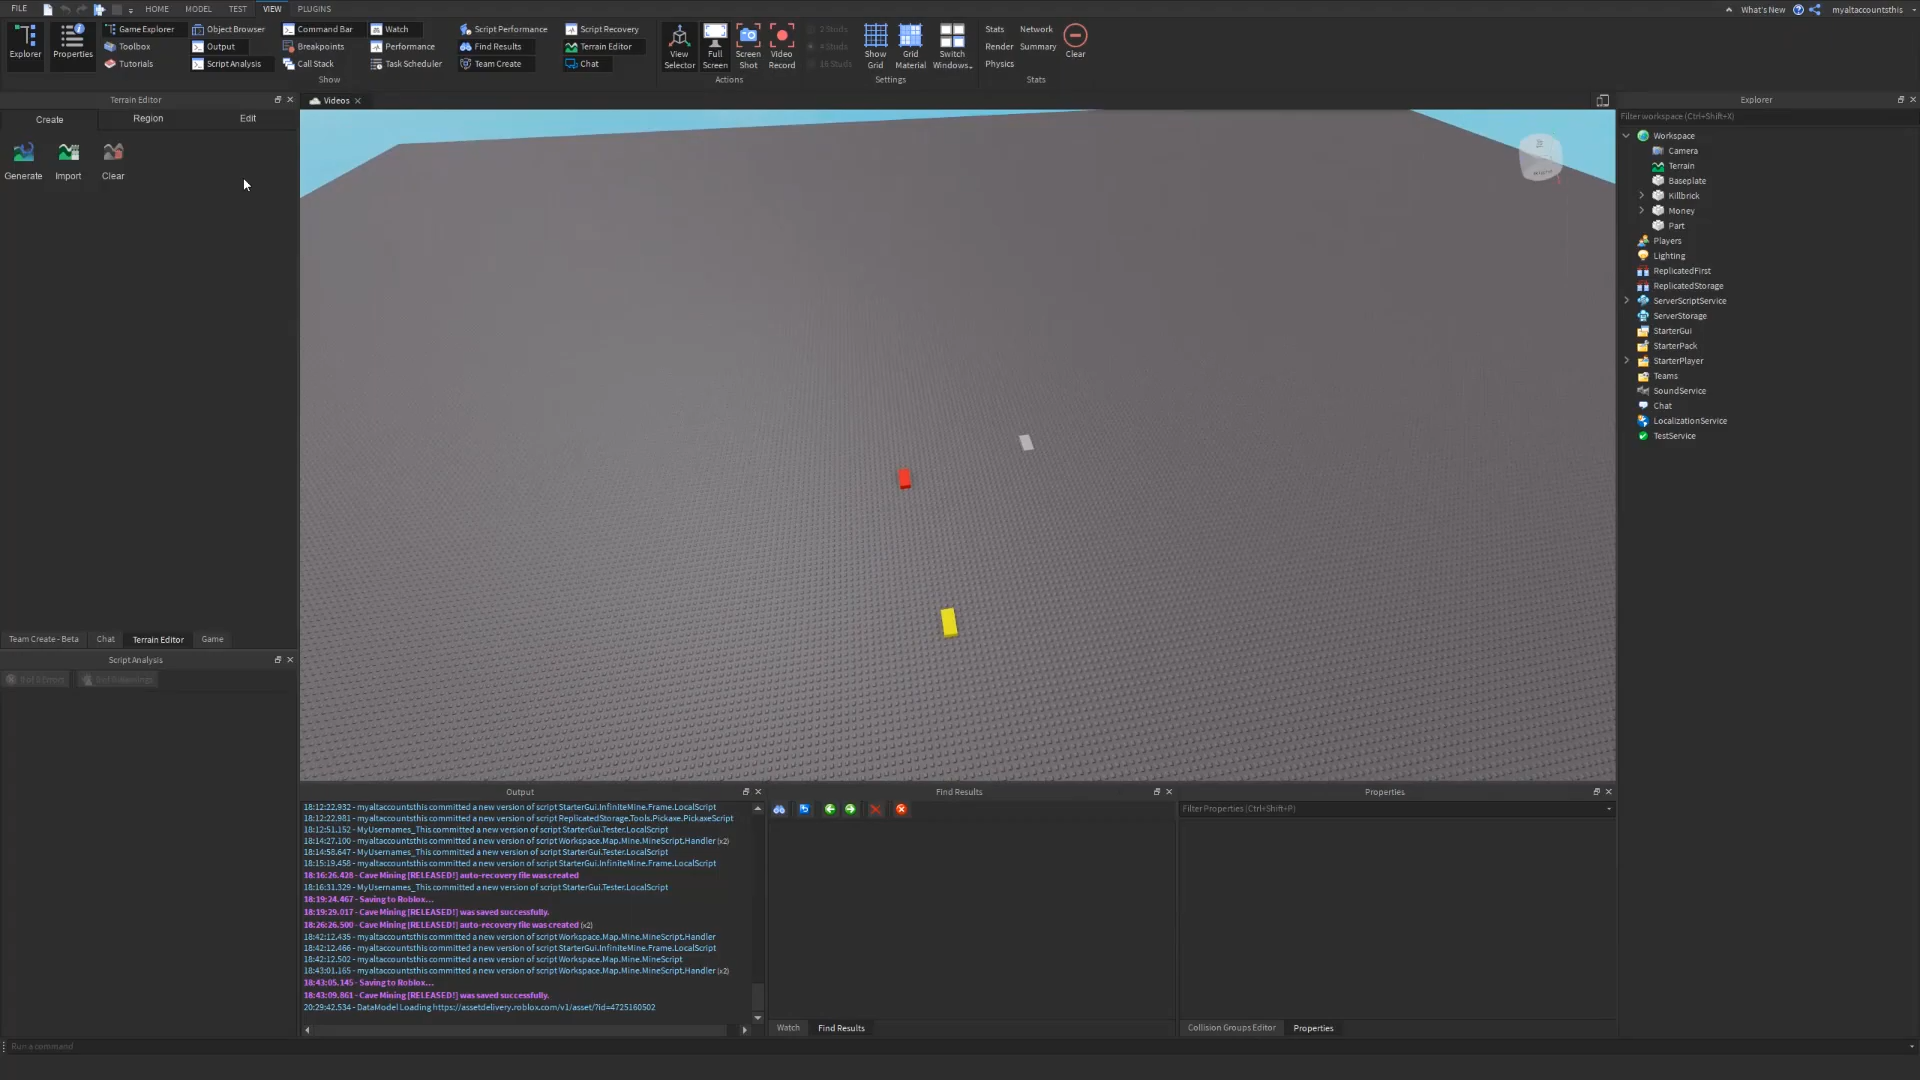 FILE HOME MODEL TEST VIEW PLUGINS What's New myaltaccountsthis
Explorer
Properties
Game Explorer
Toolbox
Tutorials
Object Browser
Output
Script Analysis
Command Bar
Breakpoints
Call Stack
Watch
Performance
Task Scheduler
Script Performance
Find Results
Team Create
Script Recovery
Terrain Editor
Chat
Show
View Selector
Full Screen
Screen Shot
Video Record
Actions
2 Studs
4 Studs
16 Studs
Show Grid
Grid Material
Switch Windows
Settings
Stats Network
Render Summary
Physics
Clear
Stats
Terrain Editor
Create Region Edit
Generate Import Clear
Videos
Explorer
Filter workspace (Ctrl+Shift+X)
Workspace
Camera
Terrain
Baseplate
Killbrick
Money
Part
Players
Lighting
ReplicatedFirst
ReplicatedStorage
ServerScriptService
ServerStorage
StarterGui
StarterPack
StarterPlayer
Teams
SoundService
Chat
LocalizationService
TestService
Team Create - Beta Chat Terrain Editor Game
Script Analysis
Output
18:12:22.932 - myaltaccountsthis committed a new version of script StarterGui.InfiniteMine.Frame.LocalScript
18:12:22.981 - myaltaccountsthis committed a new version of script ReplicatedStorage.Tools.Pickaxe.PickaxeScript
18:12:51.152 - MyUsernames_This committed a new version of script StarterGui.Tester.LocalScript
18:14:27.100 - myaltaccountsthis committed a new version of script Workspace.Map.Mine.MineScript.Handler (x2)
18:14:58.647 - MyUsernames_This committed a new version of script StarterGui.Tester.LocalScript
18:15:19.458 - myaltaccountsthis committed a new version of script StarterGui.InfiniteMine.Frame.LocalScript
18:16:26.428 - Cave Mining [RELEASED!] auto-recovery file was created
18:16:31.329 - MyUsernames_This committed a new version of script StarterGui.Tester.LocalScript
18:19:24.467 - Saving to Roblox...
18:19:29.017 - Cave Mining [RELEASED!] was saved successfully.
18:26:26.500 - Cave Mining [RELEASED!] auto-recovery file was created (x2)
18:42:12.435 - myaltaccountsthis committed a new version of script Workspace.Map.Mine.MineScript.Handler
18:42:12.466 - myaltaccountsthis committed a new version of script StarterGui.InfiniteMine.Frame.LocalScript
18:42:12.502 - myaltaccountsthis committed a new version of script Workspace.Map.Mine.MineScript
18:43:01.165 - myaltaccountsthis committed a new version of script Workspace.Map.Mine.MineScript.Handler (x2)
18:43:05.145 - Saving to Roblox...
18:43:09.861 - Cave Mining [RELEASED!] was saved successfully.
20:29:42.534 - DataModel Loading https://assetdelivery.roblox.com/v1/asset/?id=4725160502
Find Results
Watch Find Results
Properties
Filter Properties (Ctrl+Shift+P)
Collision Groups Editor Properties
Run a command